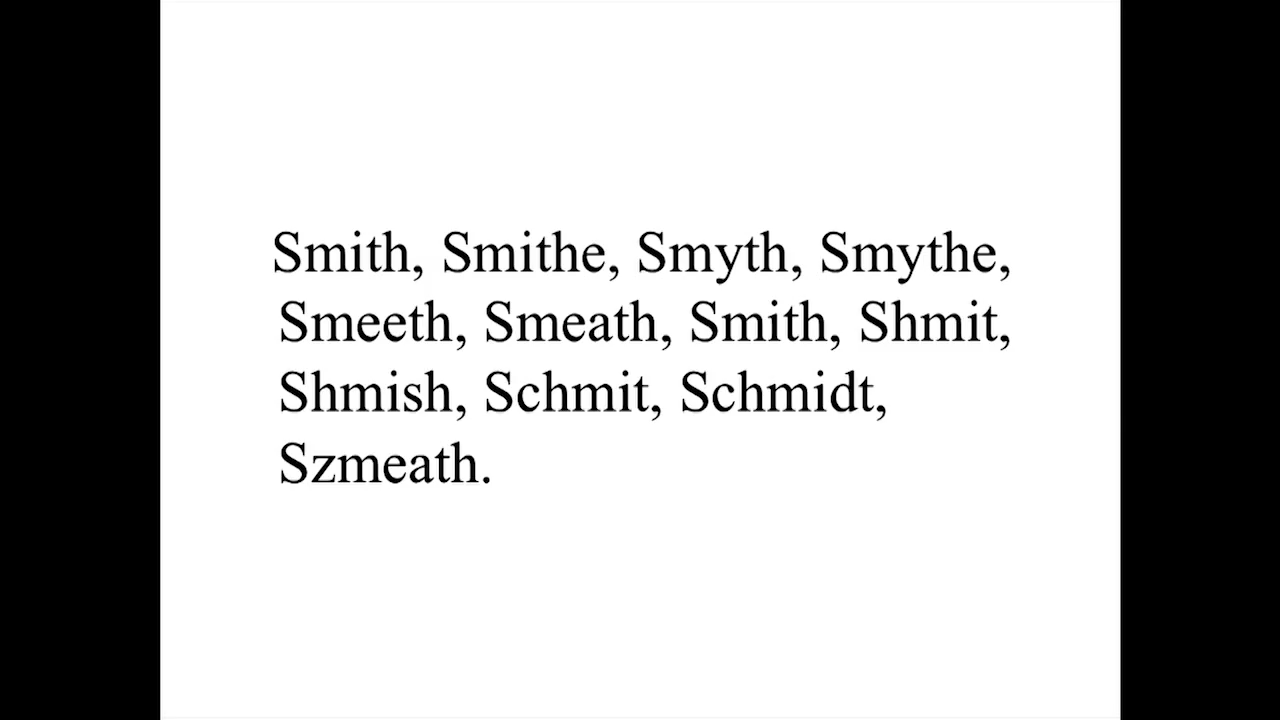 Smith, Smithe, Smyth, Smythe,
Smeeth, Smeath, Smith, Shmit,
Shmish, Schmit, Schmidt,
Szmeath.